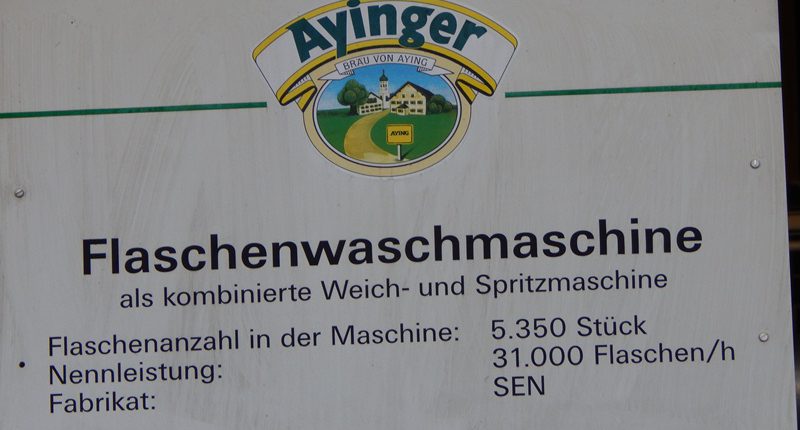 Ayinger
BRÄU VON AYING
AYING
Flaschenwaschmaschine
als kombinierte Weich- und Spritzmaschine
Flaschenanzahl in der Maschine: 5.350 Stück
Nennleistung: 31.000 Flaschen/h
Fabrikat: SEN